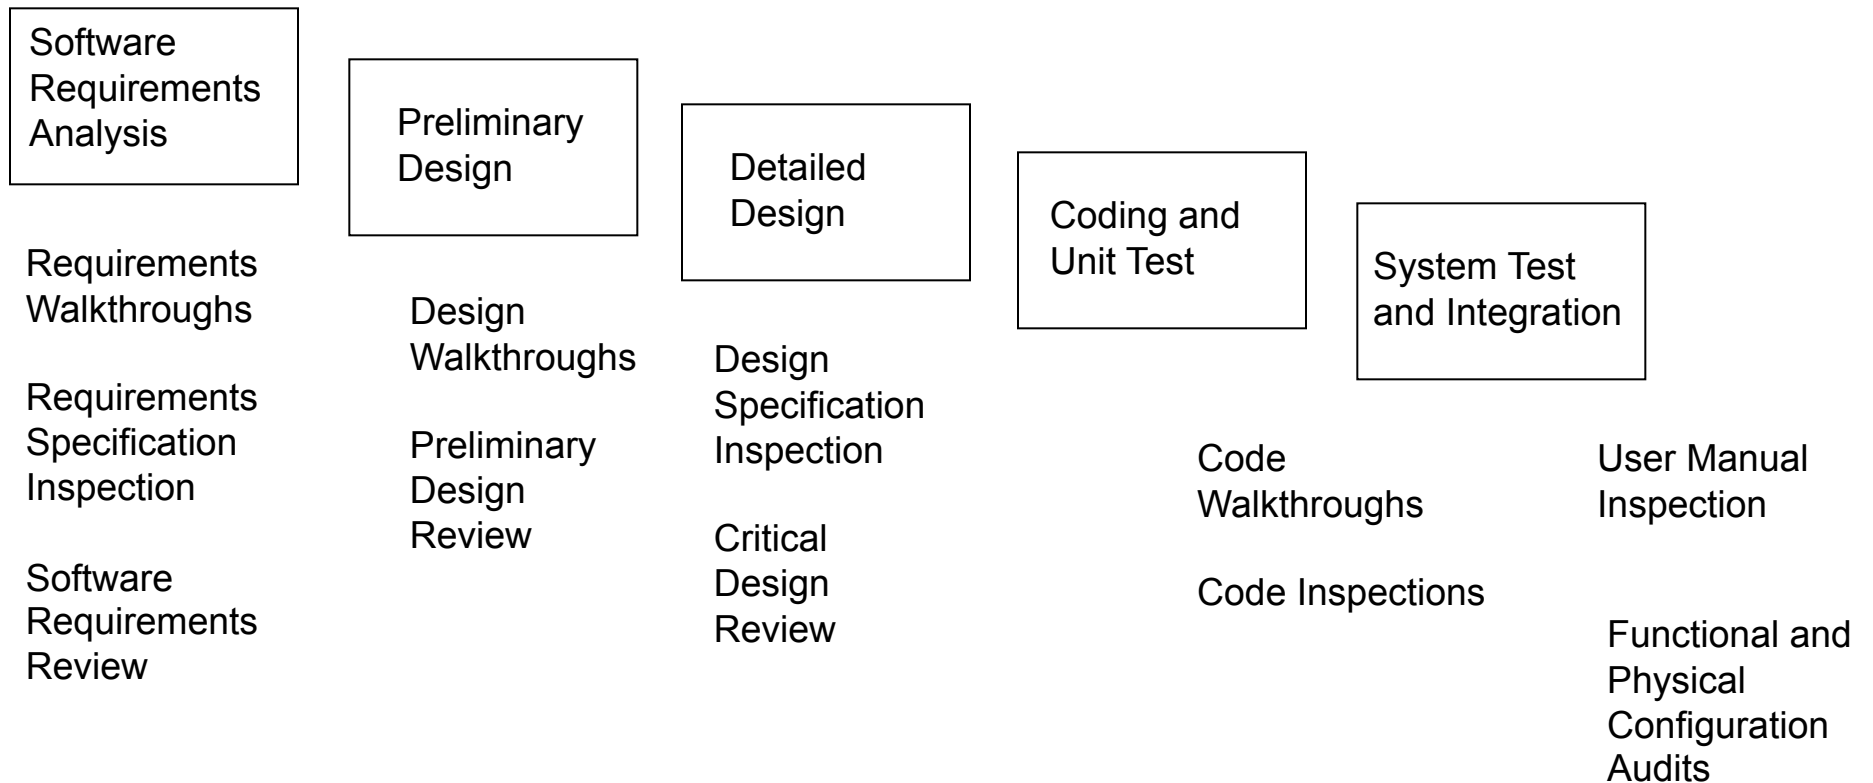 Software
Requirements
Analysis
Requirements
Walkthroughs
Requirements
Specification
Inspection
Software
Requirements
Review
Preliminary
Design
Design
Walkthroughs
Preliminary
Design
Review
Detailed
Design
Design
Specification
Inspection
Critical
Design
Review
Coding and
Unit Test
Code
Walkthroughs
Code Inspections
System Test
and Integration
User Manual
Inspection
Functional and
Physical
Configuration
Audits